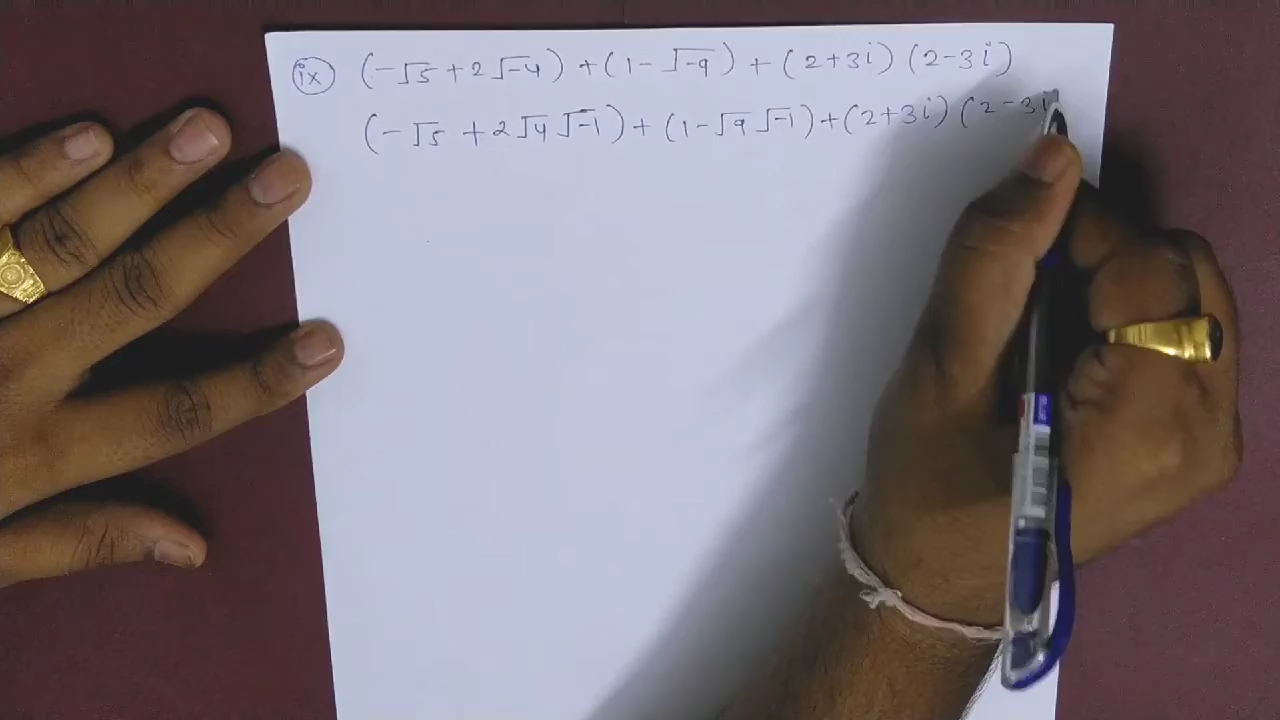 ix (-√5 + 2√-4) + (1 - √-9) + (2+3i) (2-3i)
(-√5 + 2√4 √-1) + (1-√9 √-1) + (2+3i) (2-3i
BLUE